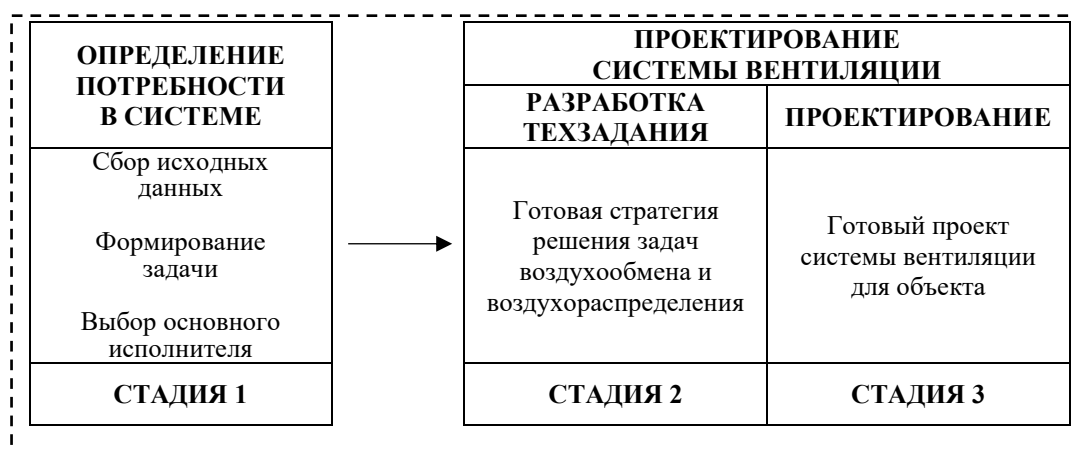 ОПРЕДЕЛЕНИЕ
ПОТРЕБНОСТИ
В СИСТЕМЕ
Сбор исходных
данных
Формирование
задачи
Выбор основного
исполнителя
СТАДИЯ 1
ПРОЕКТИРОВАНИЕ
СИСТЕМЫ ВЕНТИЛЯЦИИ
РАЗРАБОТКА
ТЕХЗАДАНИЯ
Готовая стратегия
решения задач
воздухообмена и
воздухораспределения
СТАДИЯ 2
ПРОЕКТИРОВАНИЕ
Готовый проект
системы вентиляции
для объекта
СТАДИЯ 3